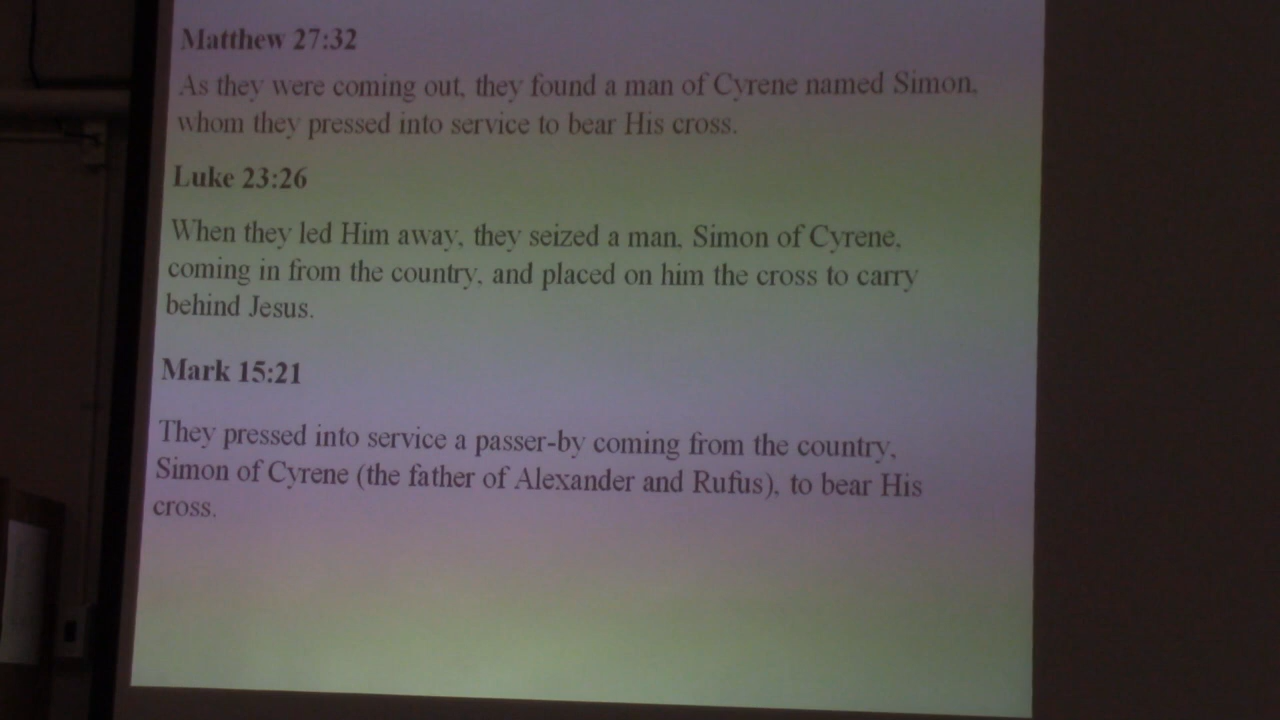 Matthew 27:32
As they were coming out, they found a man of Cyrene named Simon,
whom they pressed into service to bear His cross.
Luke 23:26
When they led Him away, they seized a man, Simon of Cyrene,
coming in from the country, and placed on him the cross to carry
behind Jesus.
Mark 15:21
They pressed into service a passer-by coming from the country,
Simon of Cyrene (the father of Alexander and Rufus), to bear His
cross.